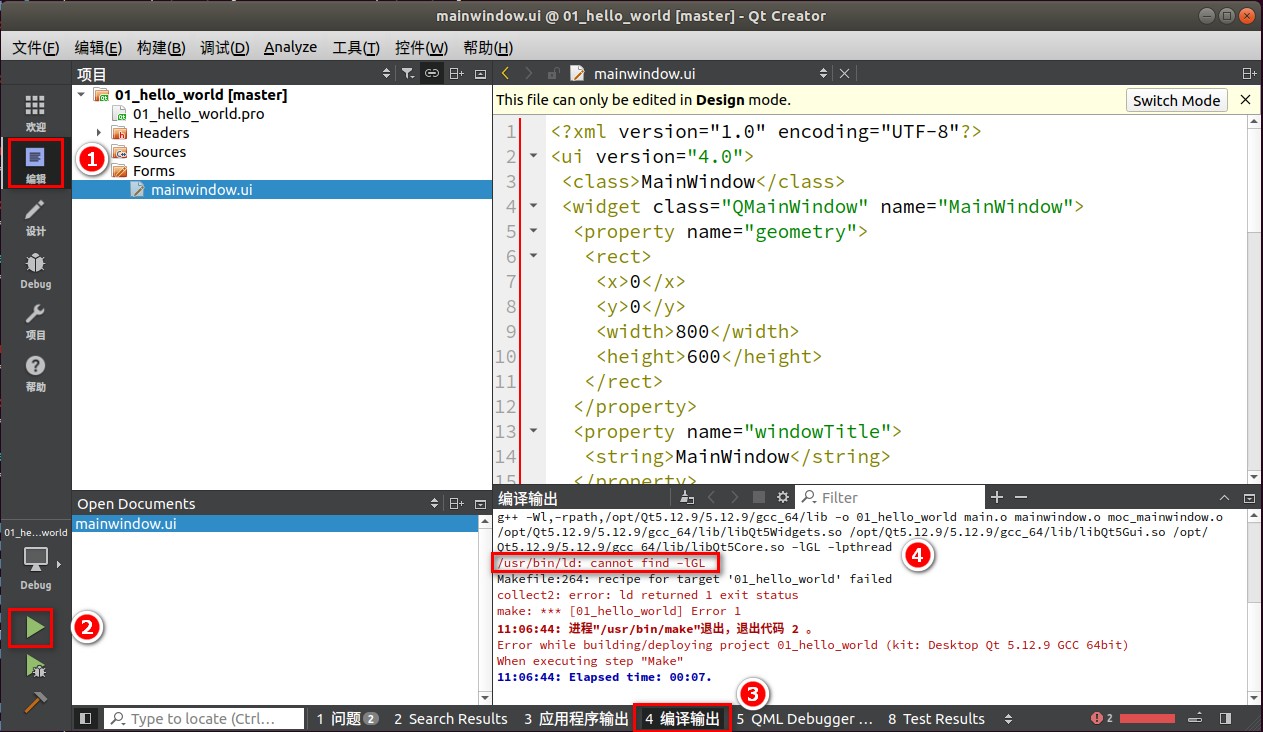 mainwindow.ui @ 01_hello_world [master] - Qt Creator
文件(F) 编辑(E) 构建(B) 调试(D) Analyze 工具(T) 控件(W) 帮助(H)
项目
mainwindow.ui
欢迎
编辑
设计
Debug
项目
帮助
01_he...world
Debug
1
2
01_hello_world [master]
01_hello_world.pro
Headers
Sources
Forms
mainwindow.ui
Open Documents
mainwindow.ui
This file can only be edited in Design mode. Switch Mode
1 <?xml version="1.0" encoding="UTF-8"?>
2 <ui version="4.0">
3 <class>MainWindow</class>
4 <widget class="QMainWindow" name="MainWindow">
5 <property name="geometry">
6 <rect>
7 <x>0</x>
8 <y>0</y>
9 <width>800</width>
10 <height>600</height>
11 </rect>
12 </property>
13 <property name="windowTitle">
14 <string>MainWindow</string>
15 </property>
编译输出 Filter
g++ -Wl,-rpath,/opt/Qt5.12.9/5.12.9/gcc_64/lib -o 01_hello_world main.o mainwindow.o moc_mainwindow.o
/opt/Qt5.12.9/5.12.9/gcc_64/lib/libQt5Widgets.so /opt/Qt5.12.9/5.12.9/gcc_64/lib/libQt5Gui.so /opt/
Qt5.12.9/5.12.9/gcc_64/lib/libQt5Core.so -lGL -lpthread
/usr/bin/ld: cannot find -lGL
4
Makefile:264: recipe for target '01_hello_world' failed
collect2: error: ld returned 1 exit status
make: *** [01_hello_world] Error 1
11:06:44: 进程"/usr/bin/make"退出，退出代码 2 。
Error while building/deploying project 01_hello_world (kit: Desktop Qt 5.12.9 GCC 64bit)
When executing step "Make"
11:06:44: Elapsed time: 00:07.
3
Type to locate (Ctrl... 1 问题 2 2 Search Results 3 应用程序输出 4 编译输出 5 QML Debugger ... 8 Test Results 2